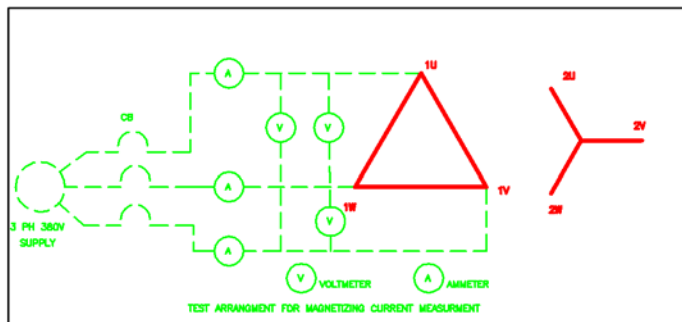 1U
2U
A
CB
V
V
2V
A
1W
1V
2W
V
3 PH 380V
SUPPLY
A
V VOLTMETER
A AMMETER
TEST ARRANGMENT FOR MAGNETIZING CURRENT MEASURMENT